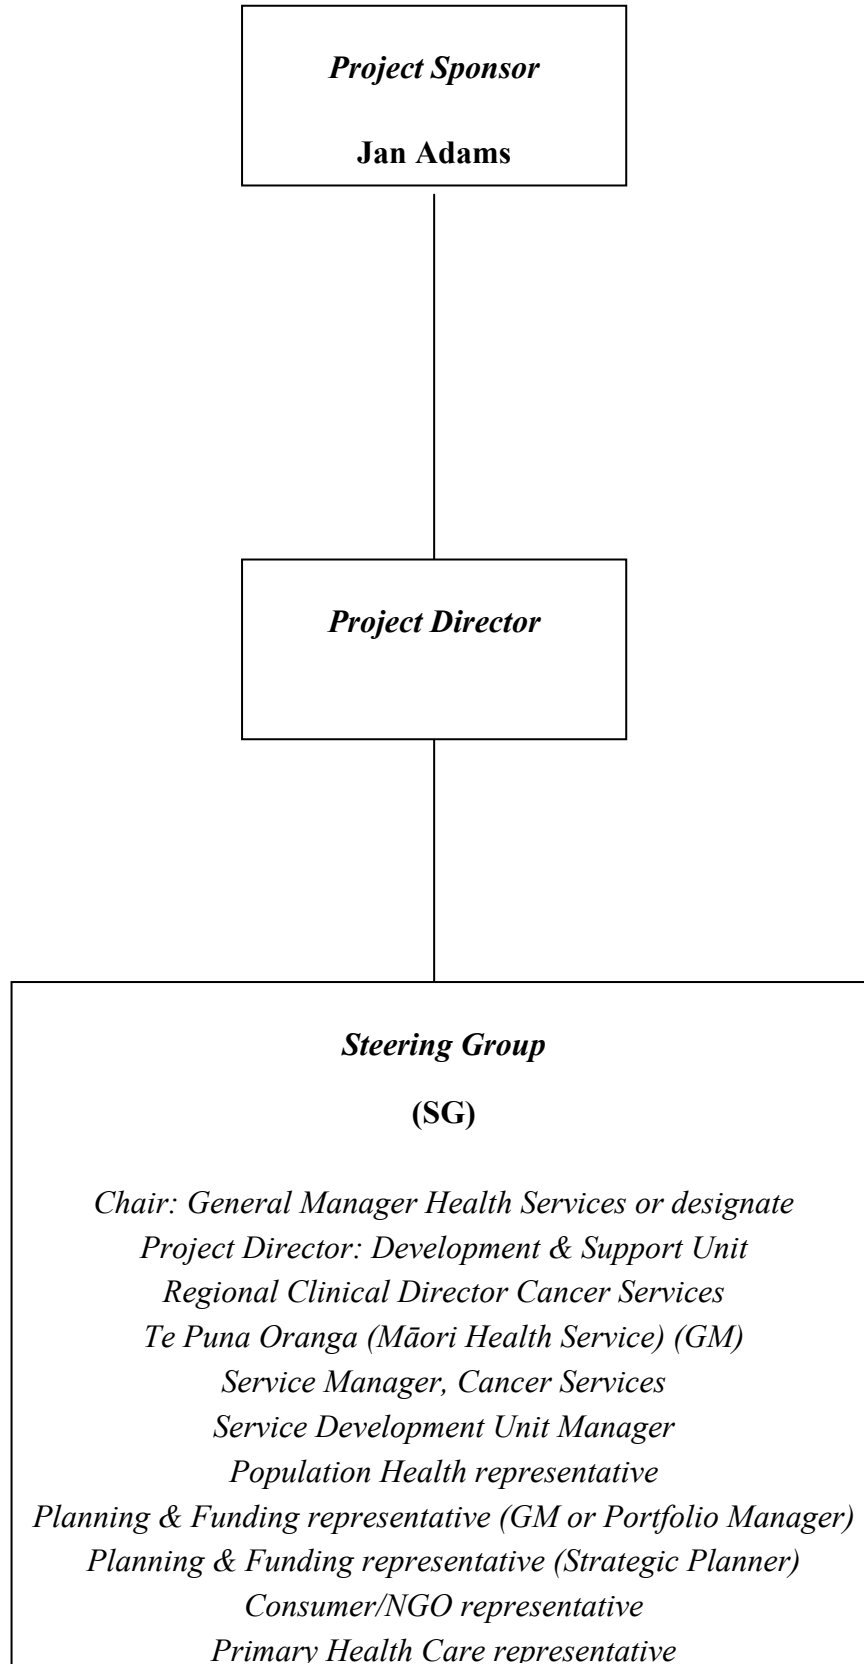 Project Sponsor
Jan Adams
Project Director
Steering Group
(SG)
Chair: General Manager Health Services or designate
Project Director: Development & Support Unit
Regional Clinical Director Cancer Services
Te Puna Oranga (Māori Health Service) (GM)
Service Manager, Cancer Services
Service Development Unit Manager
Population Health representative
Planning & Funding representative (GM or Portfolio Manager)
Planning & Funding representative (Strategic Planner)
Consumer/NGO representative
Primary Health Care representative